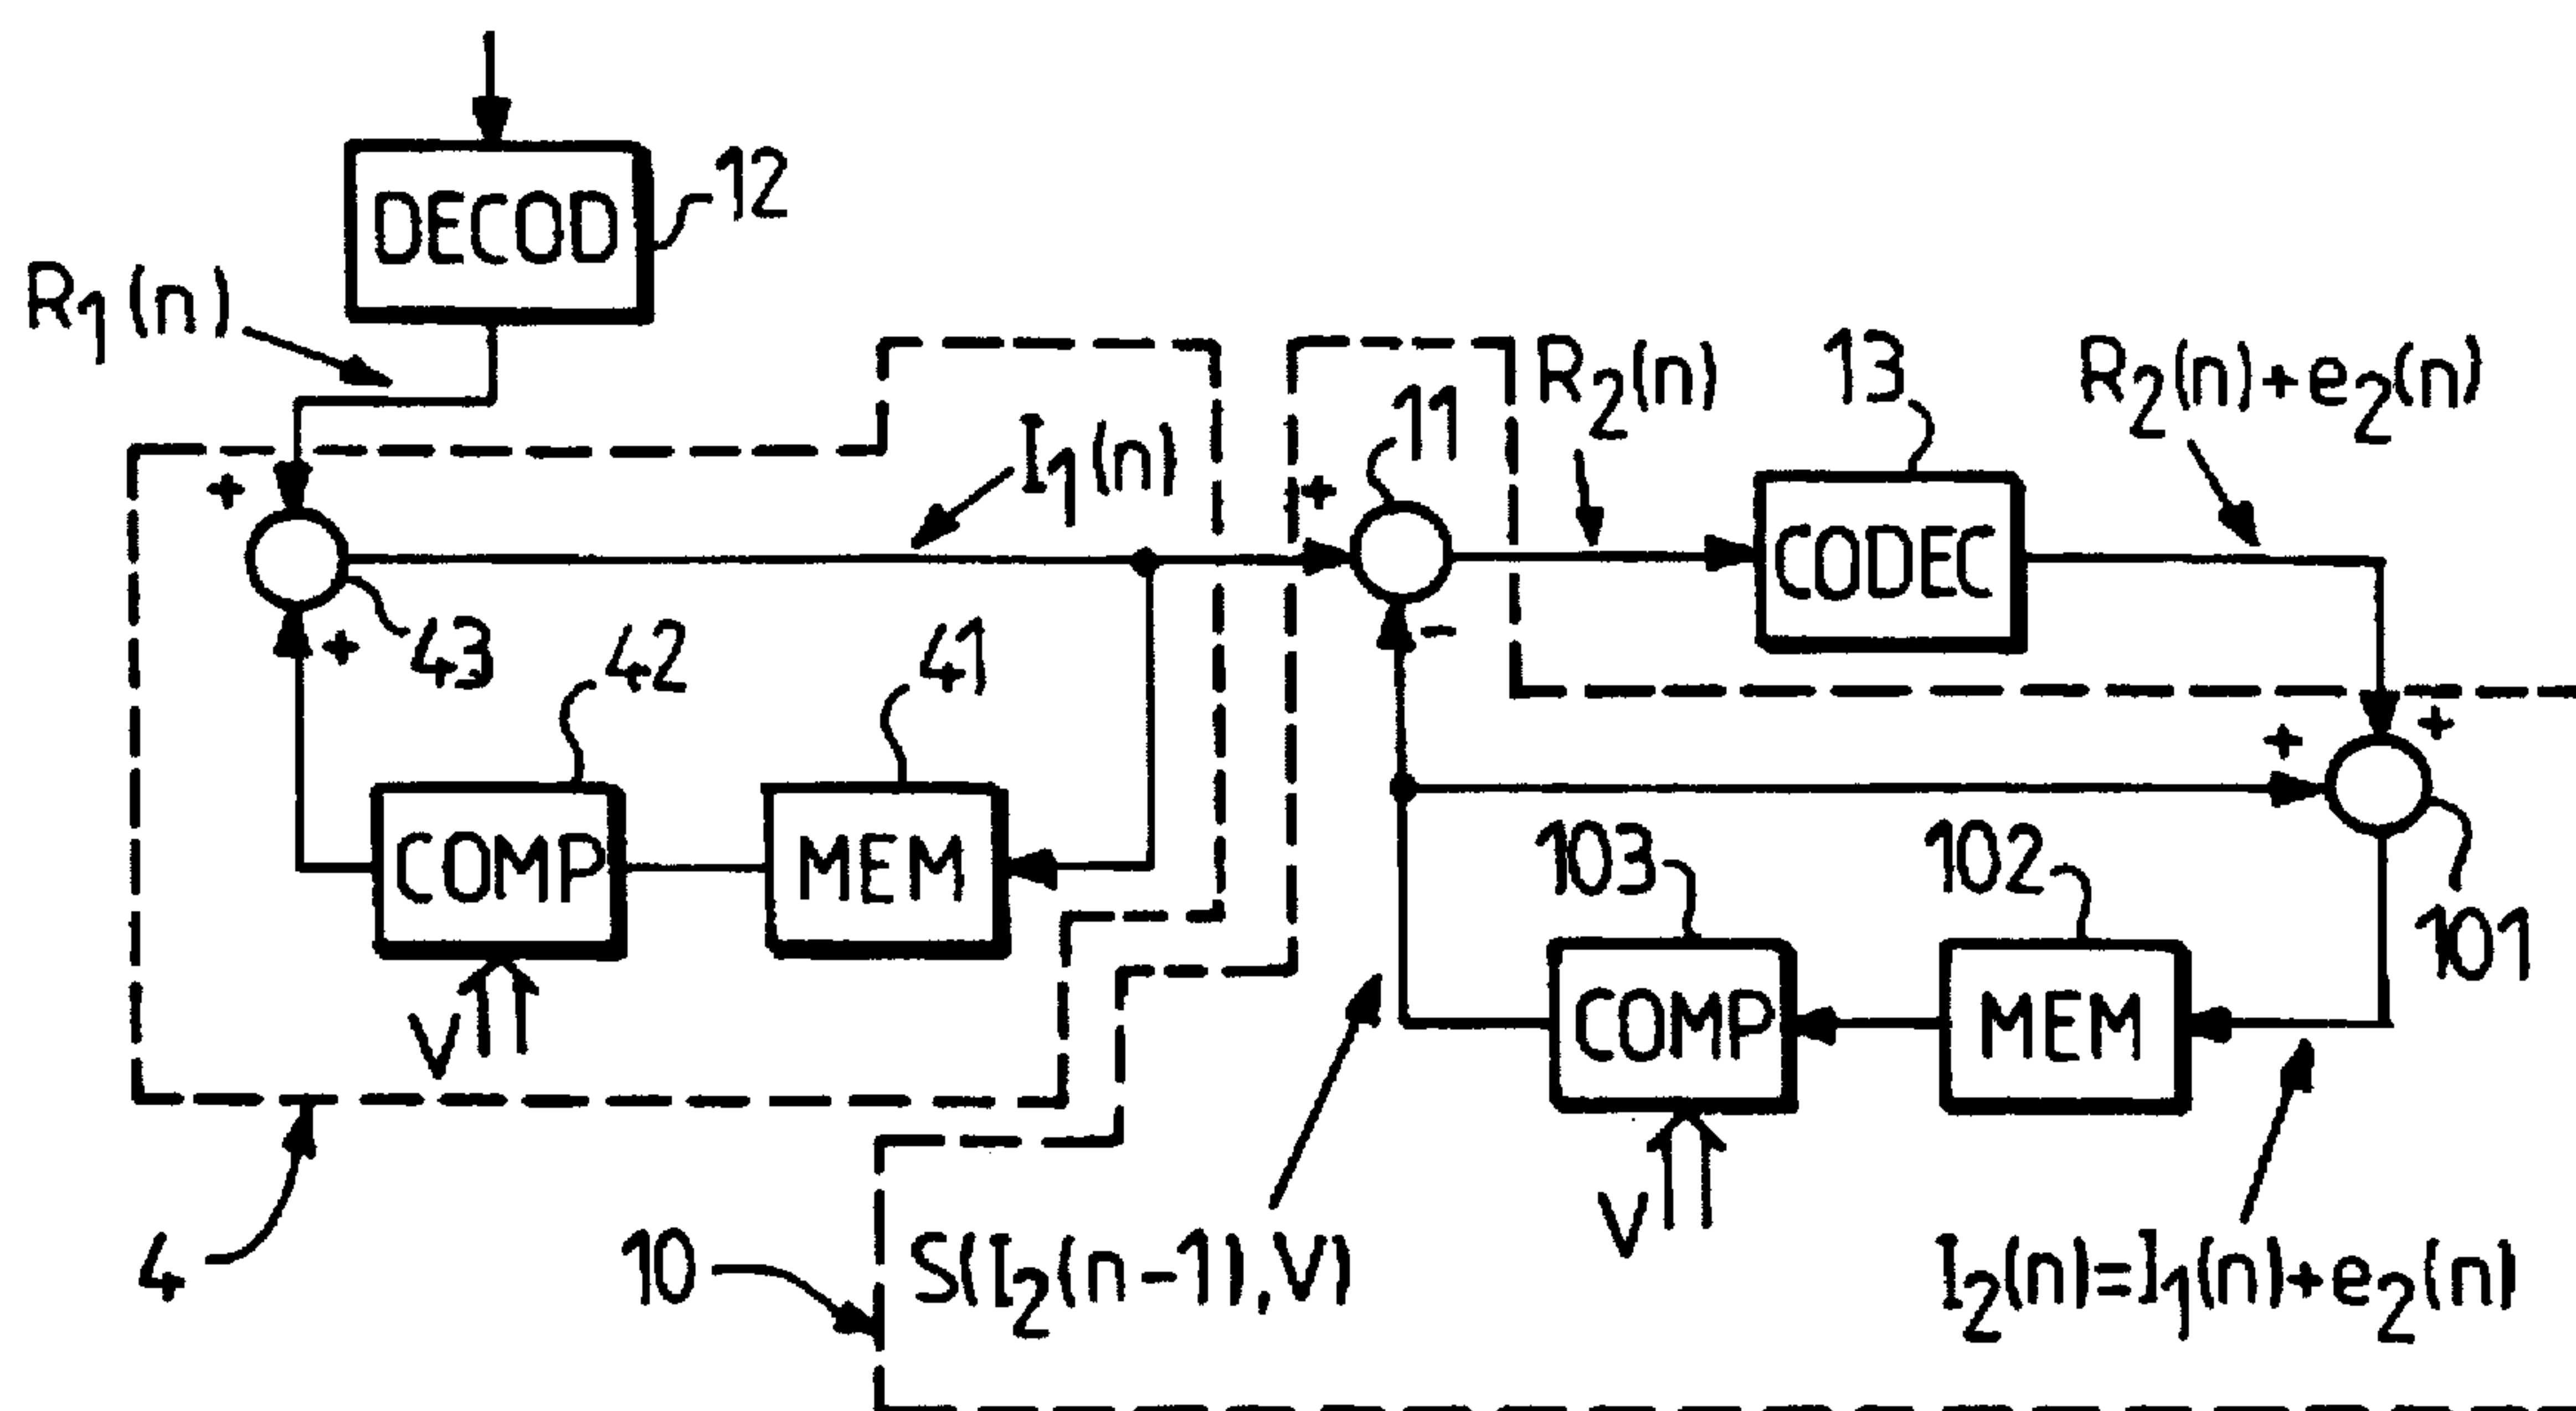 DECOD
12
R1(n)
I1(n)
11
R2(n)
13
R2(n)+e2(n)
+
+
CODEC
+
43
42
41
-
+
+
COMP
MEM
103
102
101
V
COMP
MEM
4
10
S(I2(n-1),V)
V
I2(n)=I1(n)+e2(n)